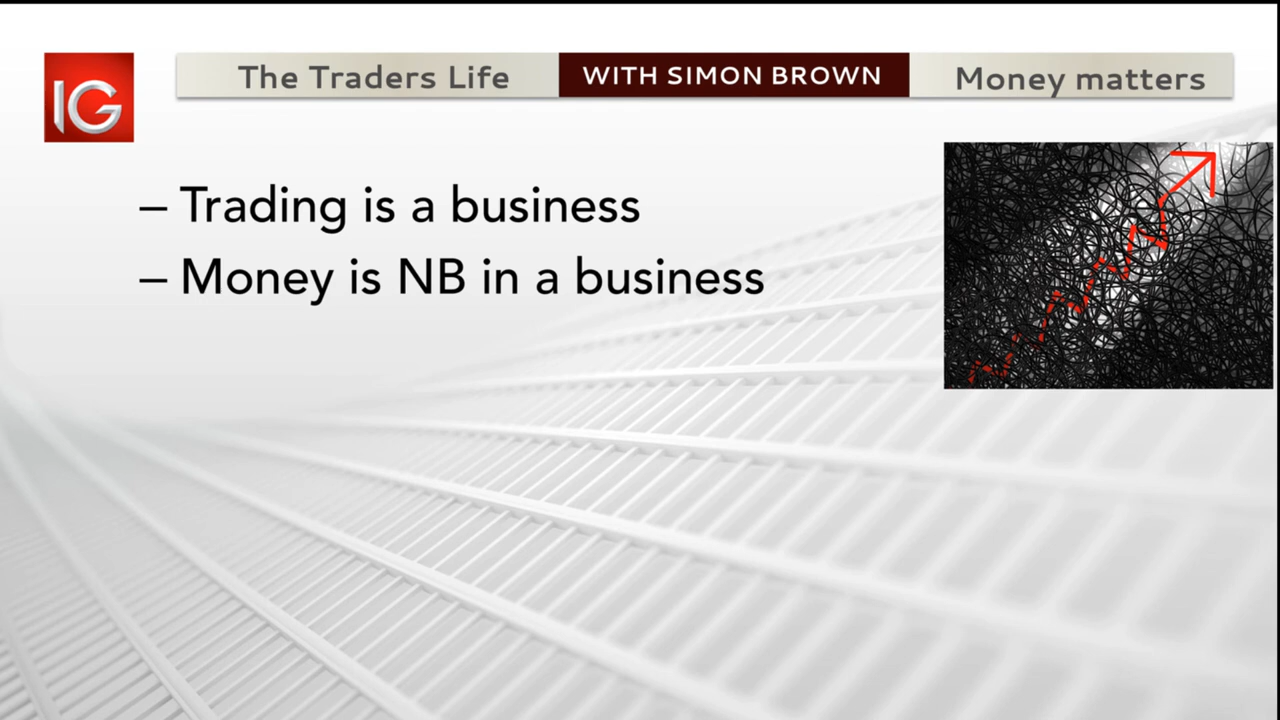 IG
The Traders Life
WITH SIMON BROWN
Money matters
– Trading is a business
– Money is NB in a business